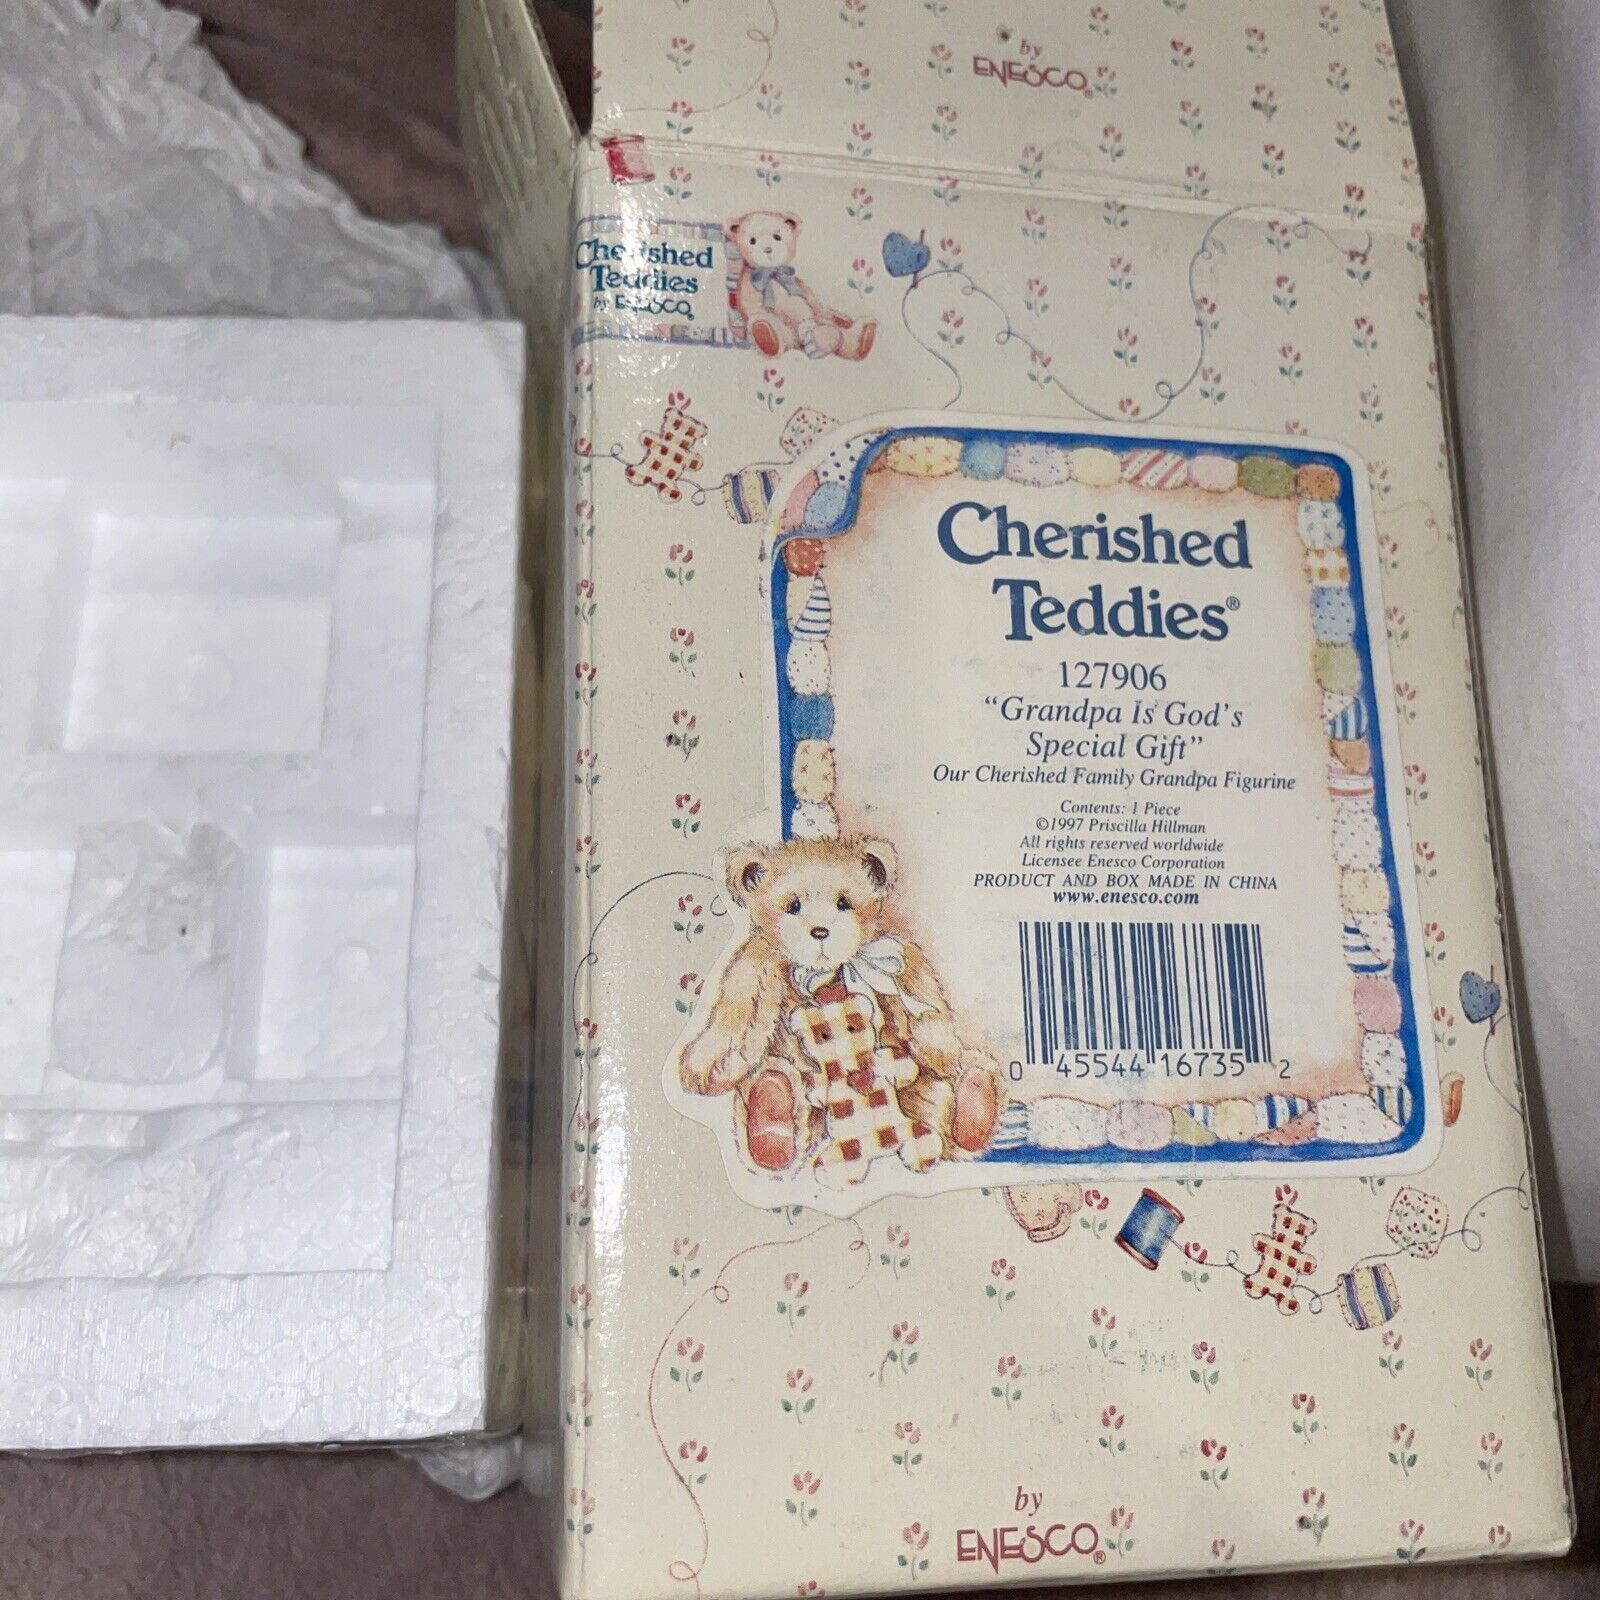 by
ENESCO®
Cherished
Teddies
by ENESCO®
Cherished
Teddies®
127906
“Grandpa Is God's
Special Gift”
Our Cherished Family Grandpa Figurine
Contents: 1 Piece
©1997 Priscilla Hillman
All rights reserved worldwide
Licensee Enesco Corporation
PRODUCT AND BOX MADE IN CHINA
www.enesco.com
0 45544 16735 2
by
ENESCO®